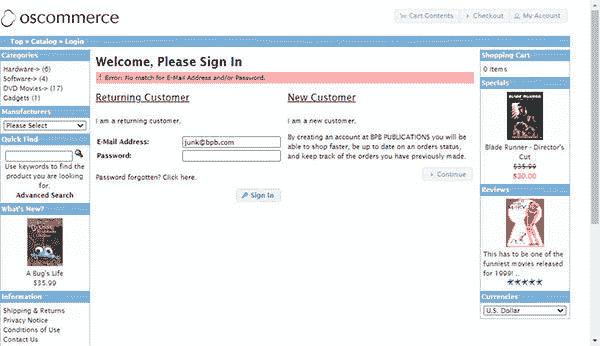 oscommerce
Cart Contents
Checkout
My Account
Top » Catalog » Login
Categories
Hardware-> (6)
Software-> (4)
DVD Movies-> (17)
Gadgets (1)
Manufacturers
Please Select
Quick Find
Use keywords to find the
product you are looking
for.
Advanced Search
What's New?
A Bug's Life
$35.99
Information
Shipping & Returns
Privacy Notice
Conditions of Use
Contact Us
Welcome, Please Sign In
Error: No match for E-Mail Address and/or Password.
Returning Customer
I am a returning customer.
E-Mail Address: junk@bpb.com
Password:
Password forgotten? Click here.
Sign In
New Customer
I am a new customer.
By creating an account at BPB PUBLICATIONS you will be
able to shop faster, be up to date on an orders status,
and keep track of the orders you have previously made.
Continue
Shopping Cart
0 items
Specials
BLADE RUNNER
Blade Runner - Director's
Cut
$35.99
$30.00
Reviews
This has to be one of the
funniest movies released
for 1999! ..
Currencies
U.S. Dollar